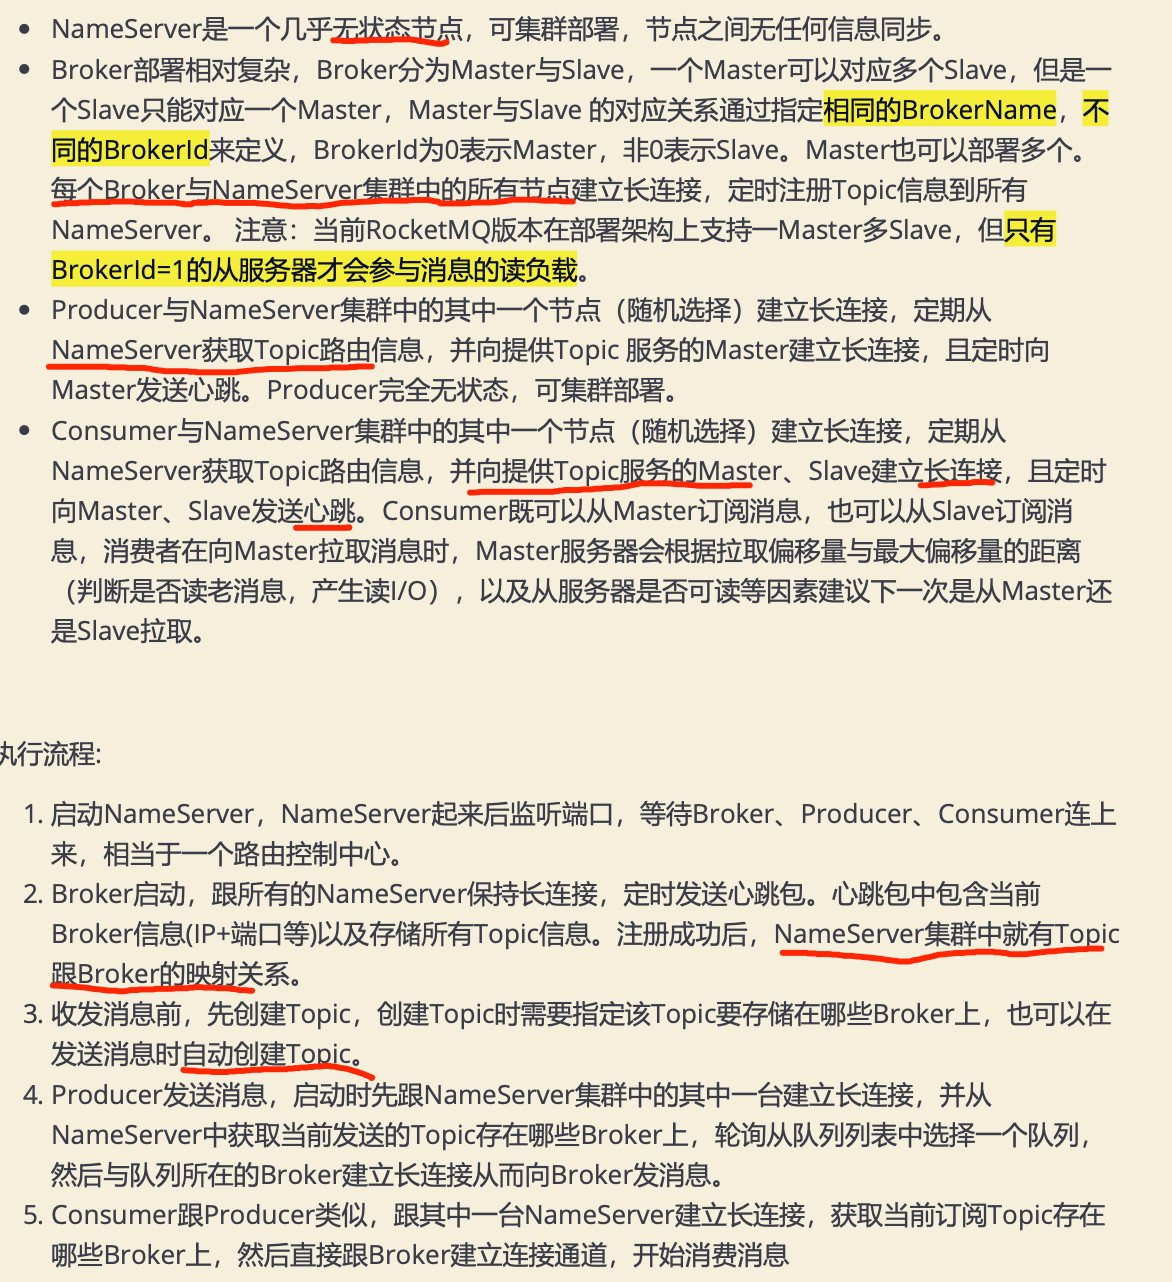 NameServer是一个几乎无状态节点，可集群部署，节点之间无任何信息同步。
Broker部署相对复杂，Broker分为Master与Slave，一个Master可以对应多个Slave，但是一
个Slave只能对应一个Master，Master与Slave 的对应关系通过指定相同的BrokerName，不
同的BrokerId来定义，BrokerId为0表示Master，非0表示Slave。Master也可以部署多个。
每个Broker与NameServer集群中的所有节点建立长连接，定时注册Topic信息到所有
NameServer。 注意：当前RocketMQ版本在部署架构上支持一Master多Slave，但只有
BrokerId=1的从服务器才会参与消息的读负载。
Producer与NameServer集群中的其中一个节点（随机选择）建立长连接，定期从
NameServer获取Topic路由信息，并向提供Topic 服务的Master建立长连接，且定时向
Master发送心跳。Producer完全无状态，可集群部署。
Consumer与NameServer集群中的其中一个节点（随机选择）建立长连接，定期从
NameServer获取Topic路由信息，并向提供Topic服务的Master、Slave建立长连接，且定时
向Master、Slave发送心跳。Consumer既可以从Master订阅消息，也可以从Slave订阅消
息，消费者在向Master拉取消息时，Master服务器会根据拉取偏移量与最大偏移量的距离
（判断是否读老消息，产生读I/O），以及从服务器是否可读等因素建议下一次是从Master还
是Slave拉取。
执行流程:
1. 启动NameServer，NameServer起来后监听端口，等待Broker、Producer、Consumer连上
来，相当于一个路由控制中心。
2. Broker启动，跟所有的NameServer保持长连接，定时发送心跳包。心跳包中包含当前
Broker信息(IP+端口等)以及存储所有Topic信息。注册成功后，NameServer集群中就有Topic
跟Broker的映射关系。
3. 收发消息前，先创建Topic，创建Topic时需要指定该Topic要存储在哪些Broker上，也可以在
发送消息时自动创建Topic。
4. Producer发送消息，启动时先跟NameServer集群中的其中一台建立长连接，并从
NameServer中获取当前发送的Topic存在哪些Broker上，轮询从队列列表中选择一个队列，
然后与队列所在的Broker建立长连接从而向Broker发消息。
5. Consumer跟Producer类似，跟其中一台NameServer建立长连接，获取当前订阅Topic存在
哪些Broker上，然后直接跟Broker建立连接通道，开始消费消息